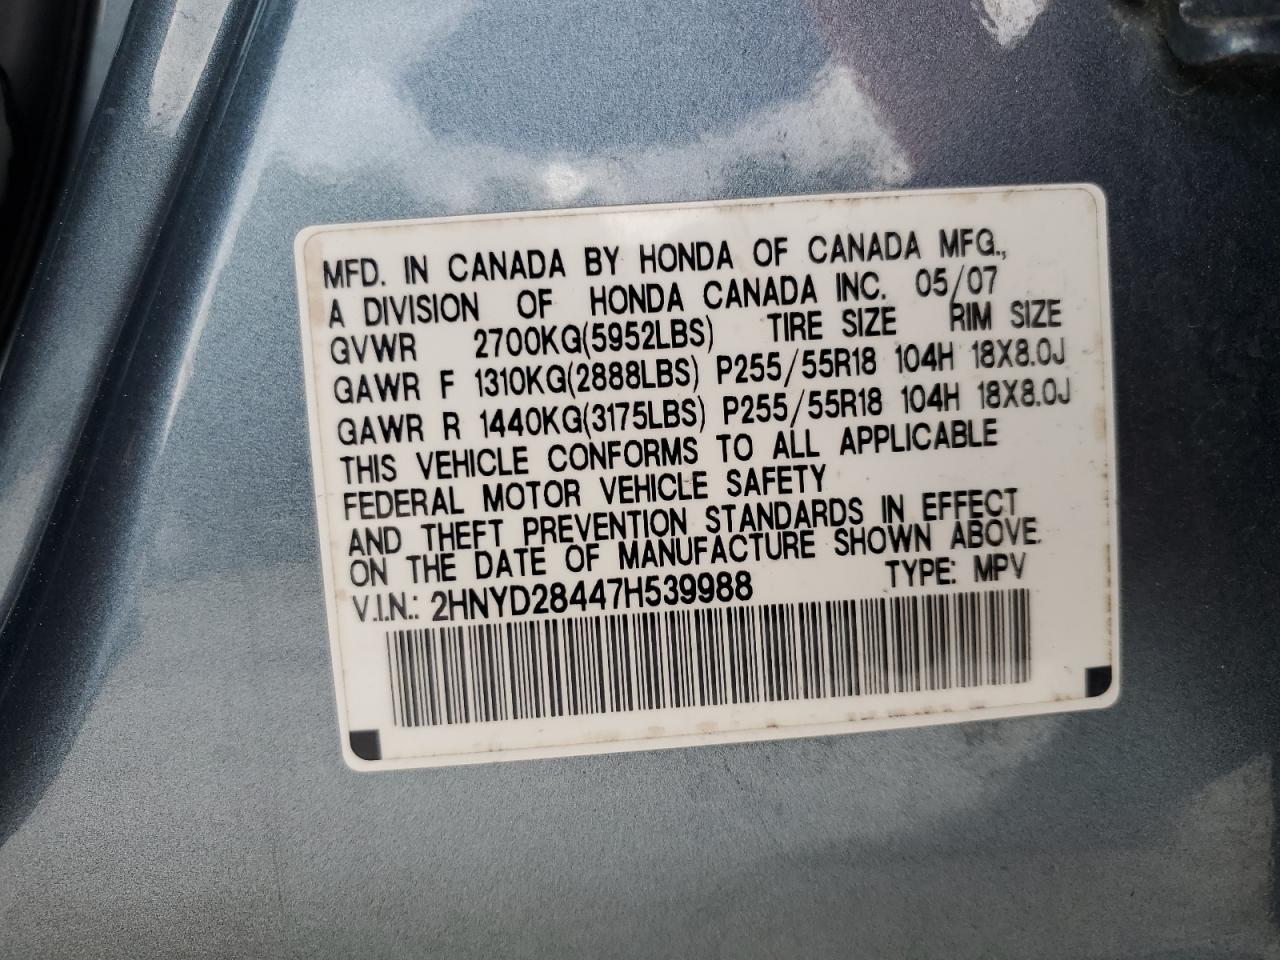 MFD. IN CANADA BY HONDA OF CANADA MFG.,
A DIVISION OF HONDA CANADA INC. 05/07
GVWR 2700KG(5952LBS) TIRE SIZE RIM SIZE
GAWR F 1310KG(2888LBS) P255/55R18 104H 18X8.0J
GAWR R 1440KG(3175LBS) P255/55R18 104H 18X8.0J
THIS VEHICLE CONFORMS TO ALL APPLICABLE
FEDERAL MOTOR VEHICLE SAFETY
AND THEFT PREVENTION STANDARDS IN EFFECT
ON THE DATE OF MANUFACTURE SHOWN ABOVE.
V.I.N.: 2HNYD28447H539988 TYPE: MPV